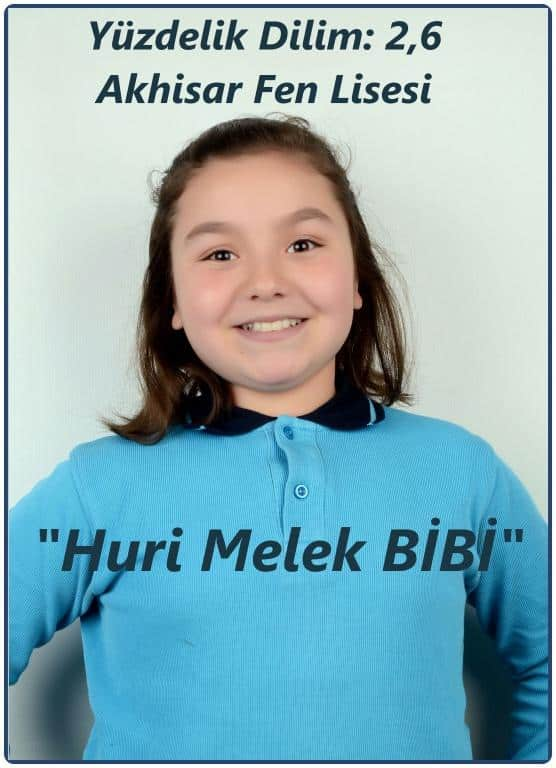 Yüzdelik Dilim: 2,6
Akhisar Fen Lisesi
"Huri Melek BİBİ"